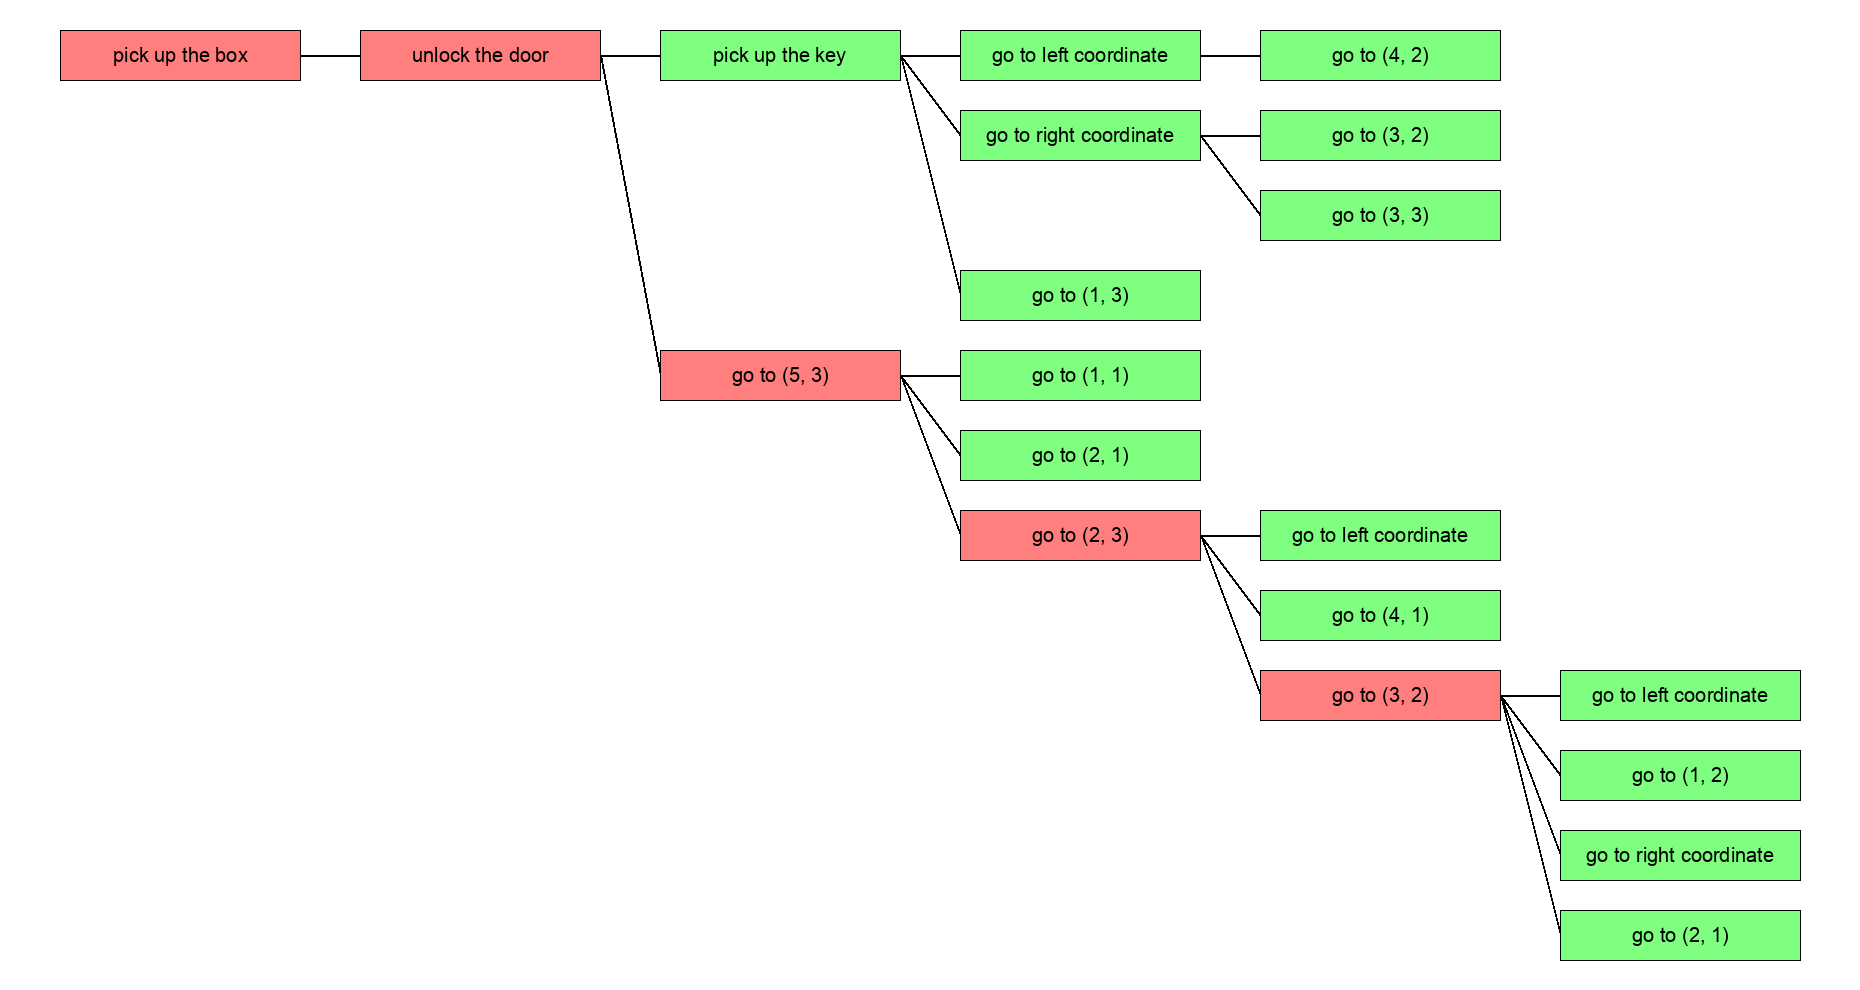 pick up the box
unlock the door
pick up the key
go to left coordinate
go to (4, 2)
go to right coordinate
go to (3, 2)
go to (3, 3)
go to (1, 3)
go to (5, 3)
go to (1, 1)
go to (2, 1)
go to (2, 3)
go to left coordinate
go to (4, 1)
go to (3, 2)
go to left coordinate
go to (1, 2)
go to right coordinate
go to (2, 1)